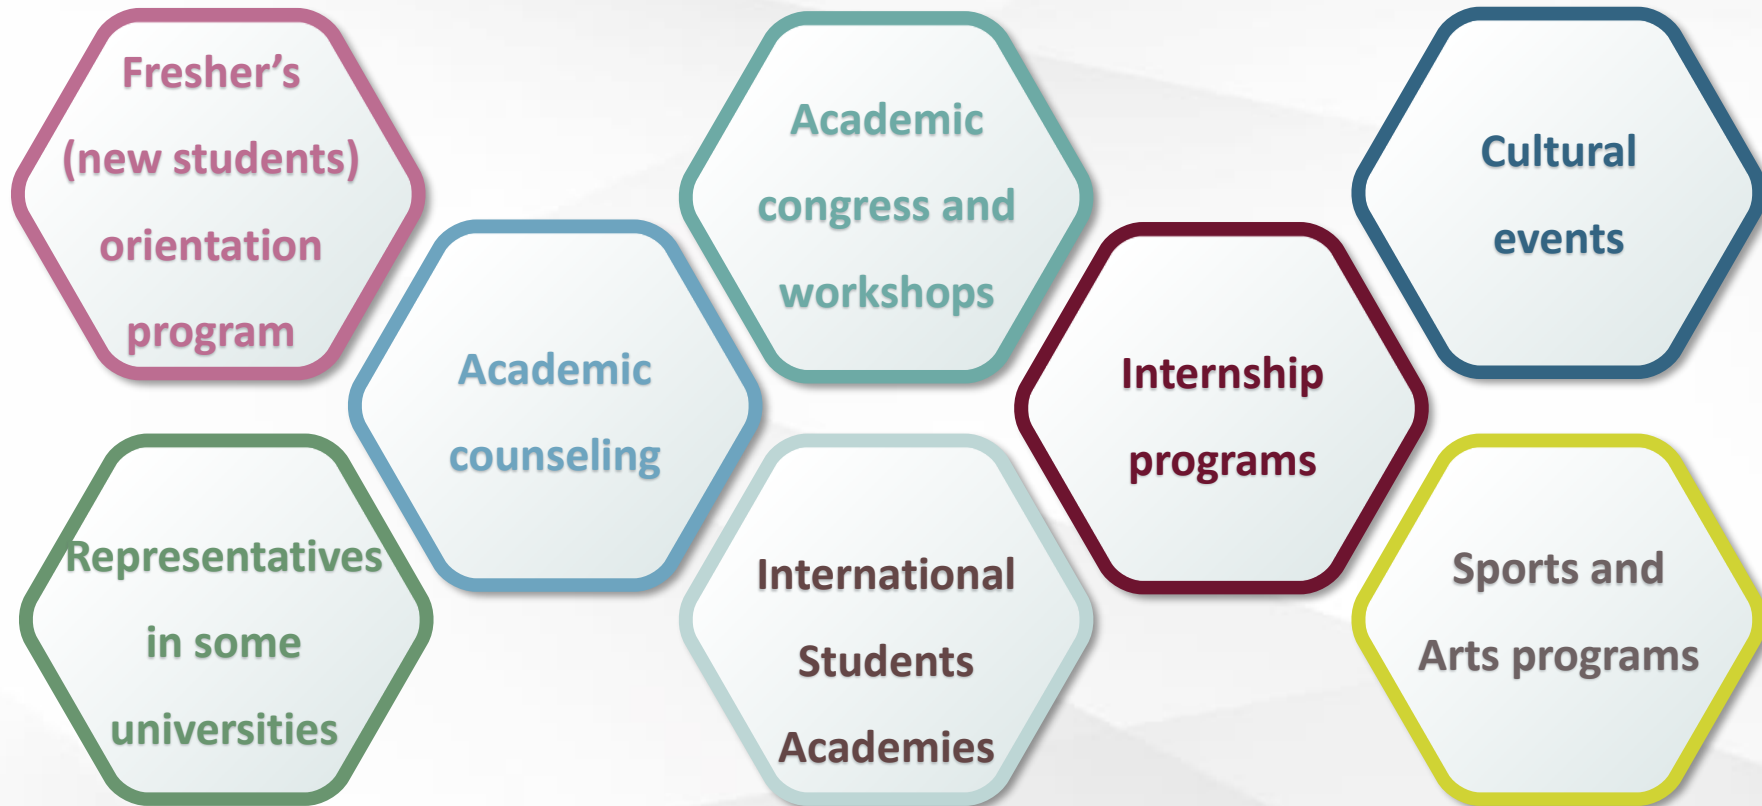 Fresher’s
(new students)
orientation
program
Academic
counseling
Academic
congress and
workshops
Internship
programs
Cultural
events
Representatives
in some
universities
International
Students
Academies
Sports and
Arts programs